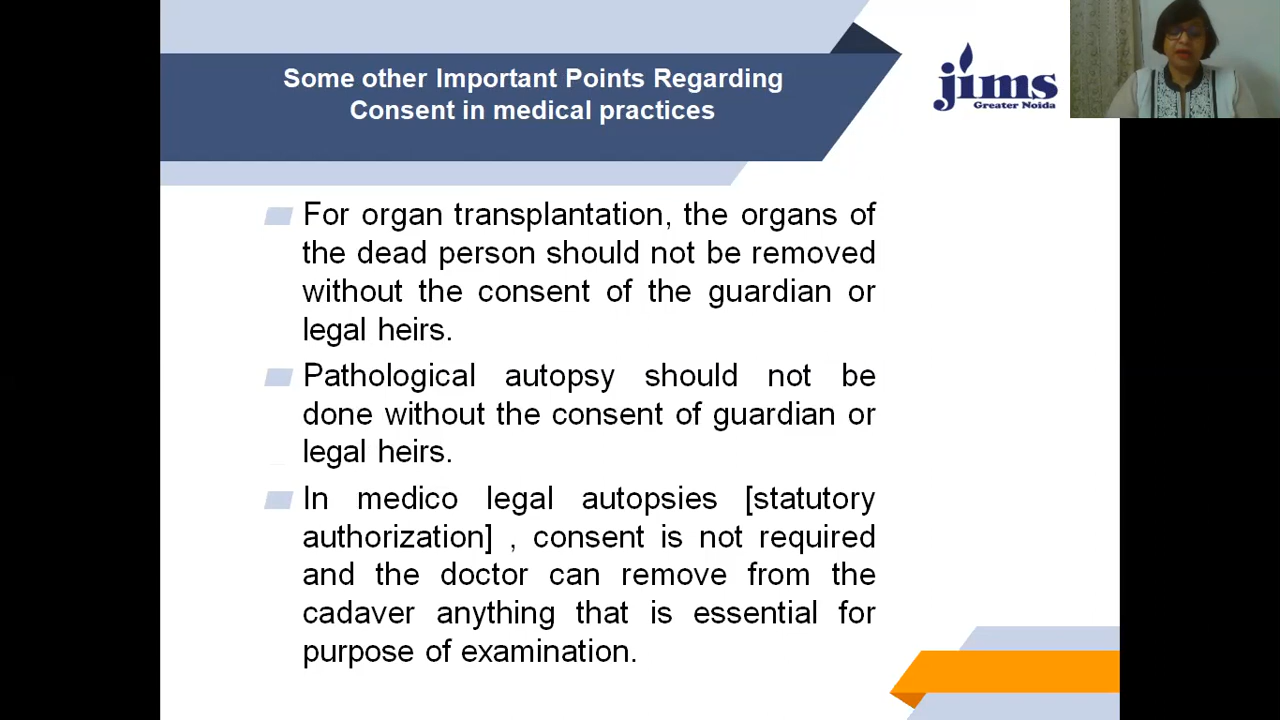 Some other Important Points Regarding
Consent in medical practices
jims
Greater Noida
For organ transplantation, the organs of
the dead person should not be removed
without the consent of the guardian or
legal heirs.
Pathological autopsy should not be
done without the consent of guardian or
legal heirs.
In medico legal autopsies [statutory
authorization] , consent is not required
and the doctor can remove from the
cadaver anything that is essential for
purpose of examination.